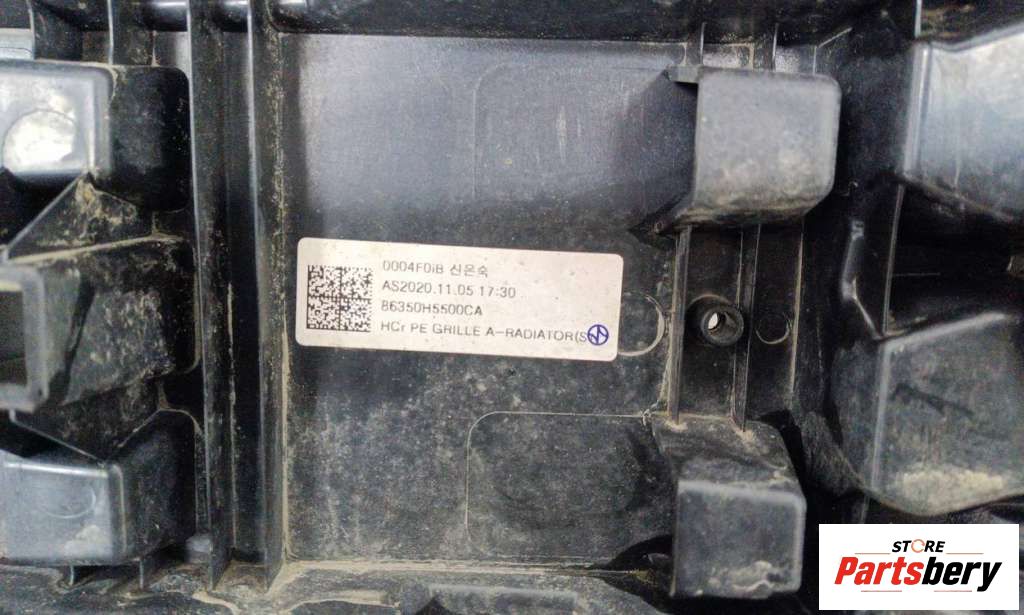 0004F0iB 신은숙
AS2020.11.05 17:30
86350H5500CA
HCr PE GRILLE A-RADIATOR(S
STORE
Partsbery